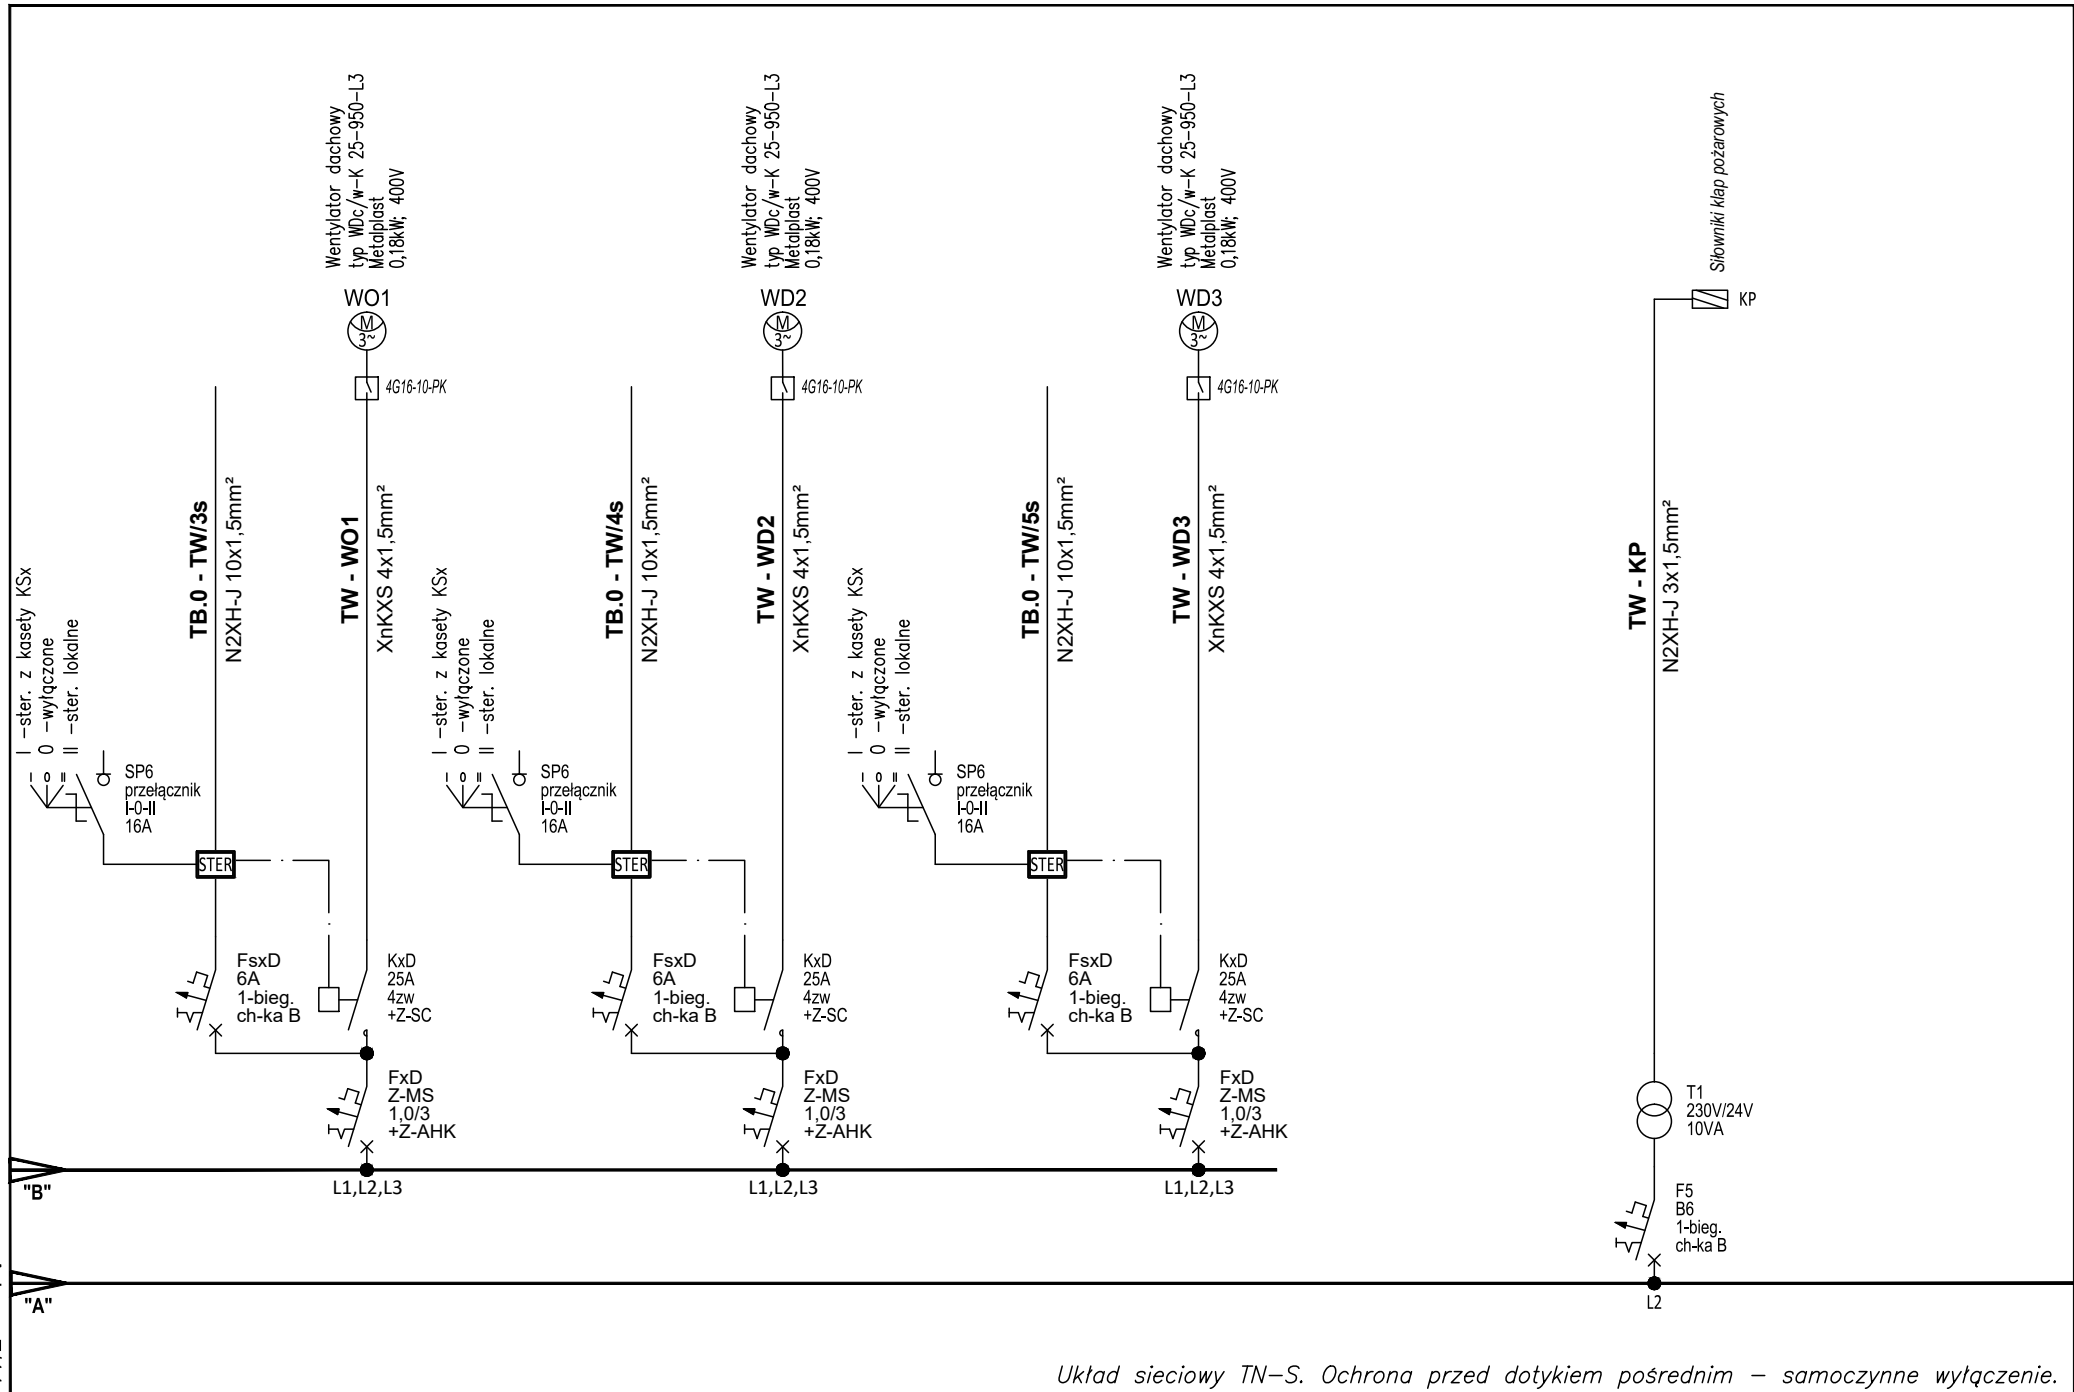 Wentylator dachowy
typ WDc/w-K 25-950-L3
Metalplast
0,18kW; 400V
WO1
M
3~
4G16-10-PK
TB.0 - TW/3s
N2XH-J 10x1,5mm²
TW - WO1
XnKXS 4x1,5mm²
I -ster. z kasety KSx
0 -wyłączone
II -ster. lokalne
I 0 II
SP6
przełącznik
I-0-II
16A
STER
FsxD
6A
1-bieg.
ch-ka B
KxD
25A
4zw
+Z-SC
FxD
Z-MS
1,0/3
+Z-AHK
L1,L2,L3
Wentylator dachowy
typ WDc/w-K 25-950-L3
Metalplast
0,18kW; 400V
WD2
M
3~
4G16-10-PK
TB.0 - TW/4s
N2XH-J 10x1,5mm²
TW - WD2
XnKXS 4x1,5mm²
I -ster. z kasety KSx
0 -wyłączone
II -ster. lokalne
I 0 II
SP6
przełącznik
I-0-II
16A
STER
FsxD
6A
1-bieg.
ch-ka B
KxD
25A
4zw
+Z-SC
FxD
Z-MS
1,0/3
+Z-AHK
L1,L2,L3
Wentylator dachowy
typ WDc/w-K 25-950-L3
Metalplast
0,18kW; 400V
WD3
M
3~
4G16-10-PK
TB.0 - TW/5s
N2XH-J 10x1,5mm²
TW - WD3
XnKXS 4x1,5mm²
I -ster. z kasety KSx
0 -wyłączone
II -ster. lokalne
I 0 II
SP6
przełącznik
I-0-II
16A
STER
FsxD
6A
1-bieg.
ch-ka B
KxD
25A
4zw
+Z-SC
FxD
Z-MS
1,0/3
+Z-AHK
L1,L2,L3
Siłowniki klap pożarowych
KP
TW - KP
N2XH-J 3x1,5mm²
T1
230V/24V
10VA
F5
B6
1-bieg.
ch-ka B
L2
"B"
"A"
Układ sieciowy TN-S. Ochrona przed dotykiem pośrednim - samoczynne wyłączenie.